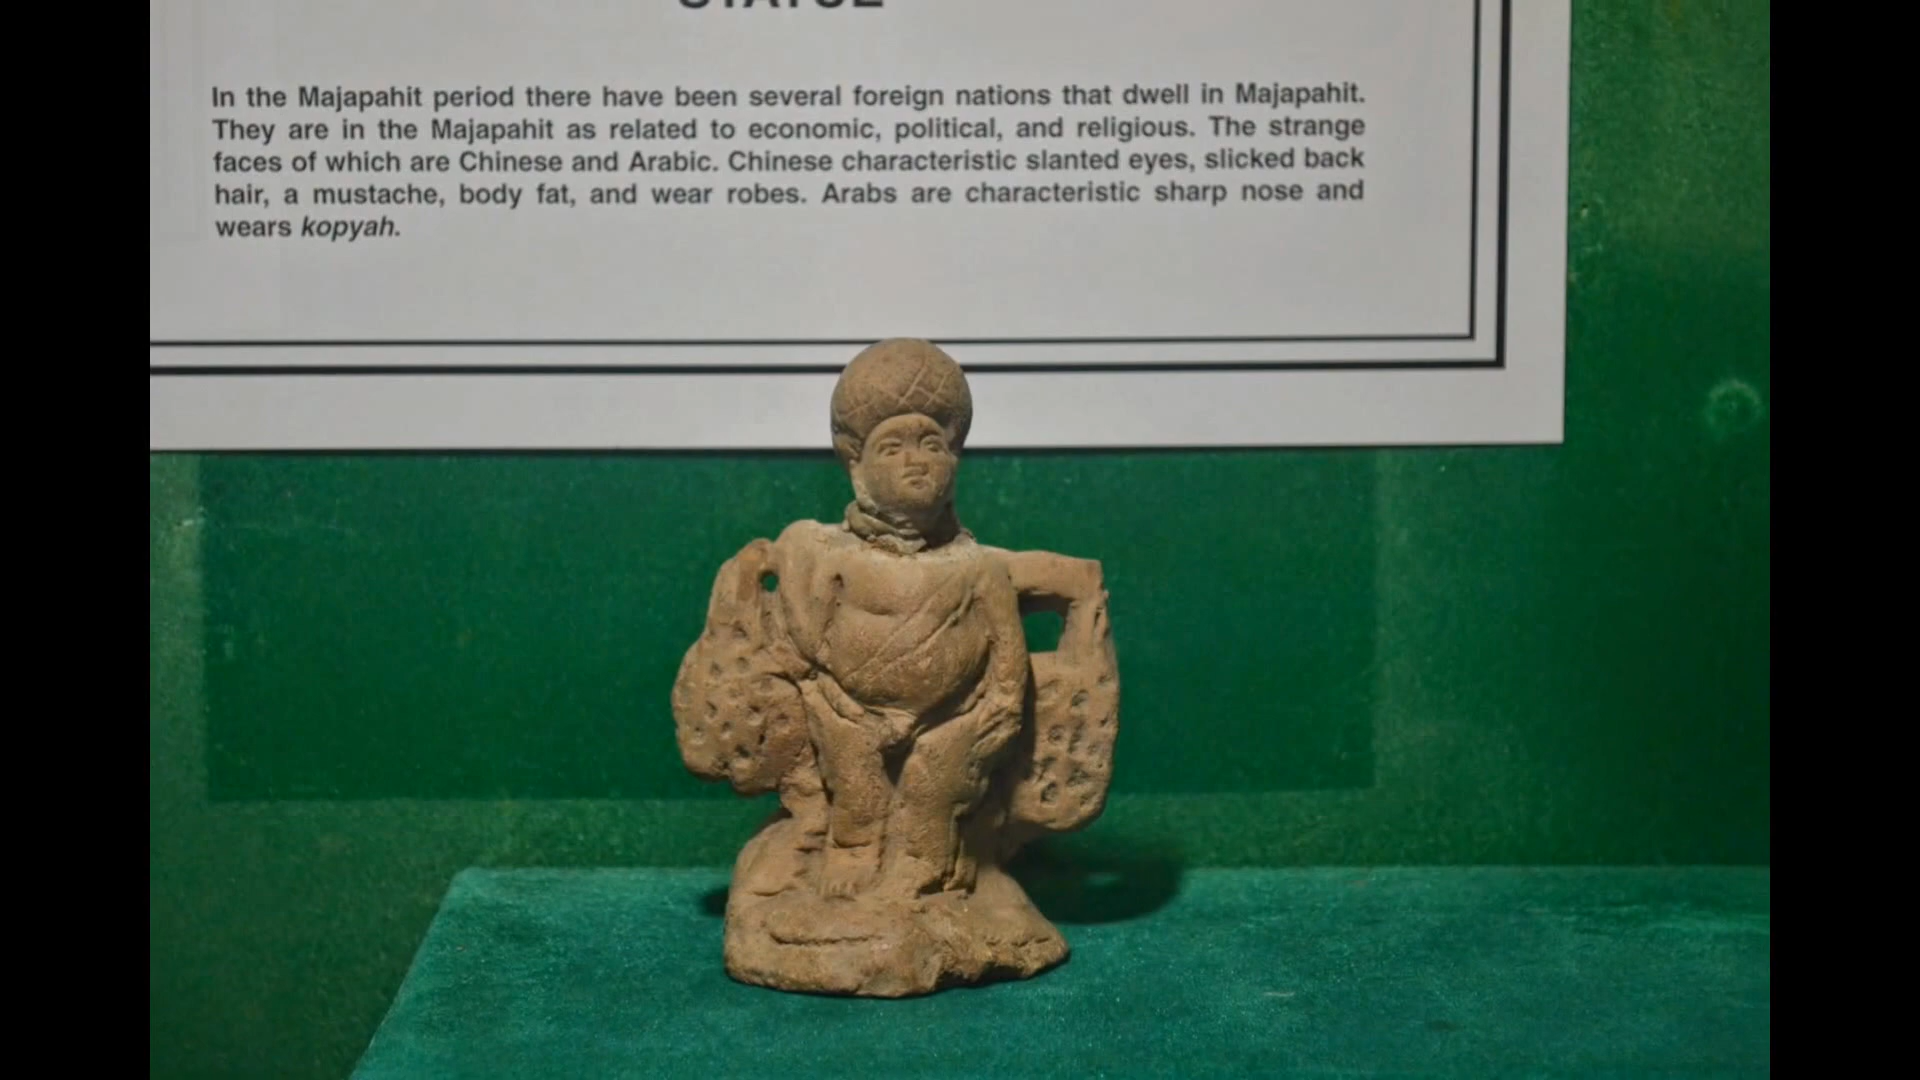 STATUE
In the Majapahit period there have been several foreign nations that dwell in Majapahit.
They are in the Majapahit as related to economic, political, and religious. The strange
faces of which are Chinese and Arabic. Chinese characteristic slanted eyes, slicked back
hair, a mustache, body fat, and wear robes. Arabs are characteristic sharp nose and
wears kopyah.